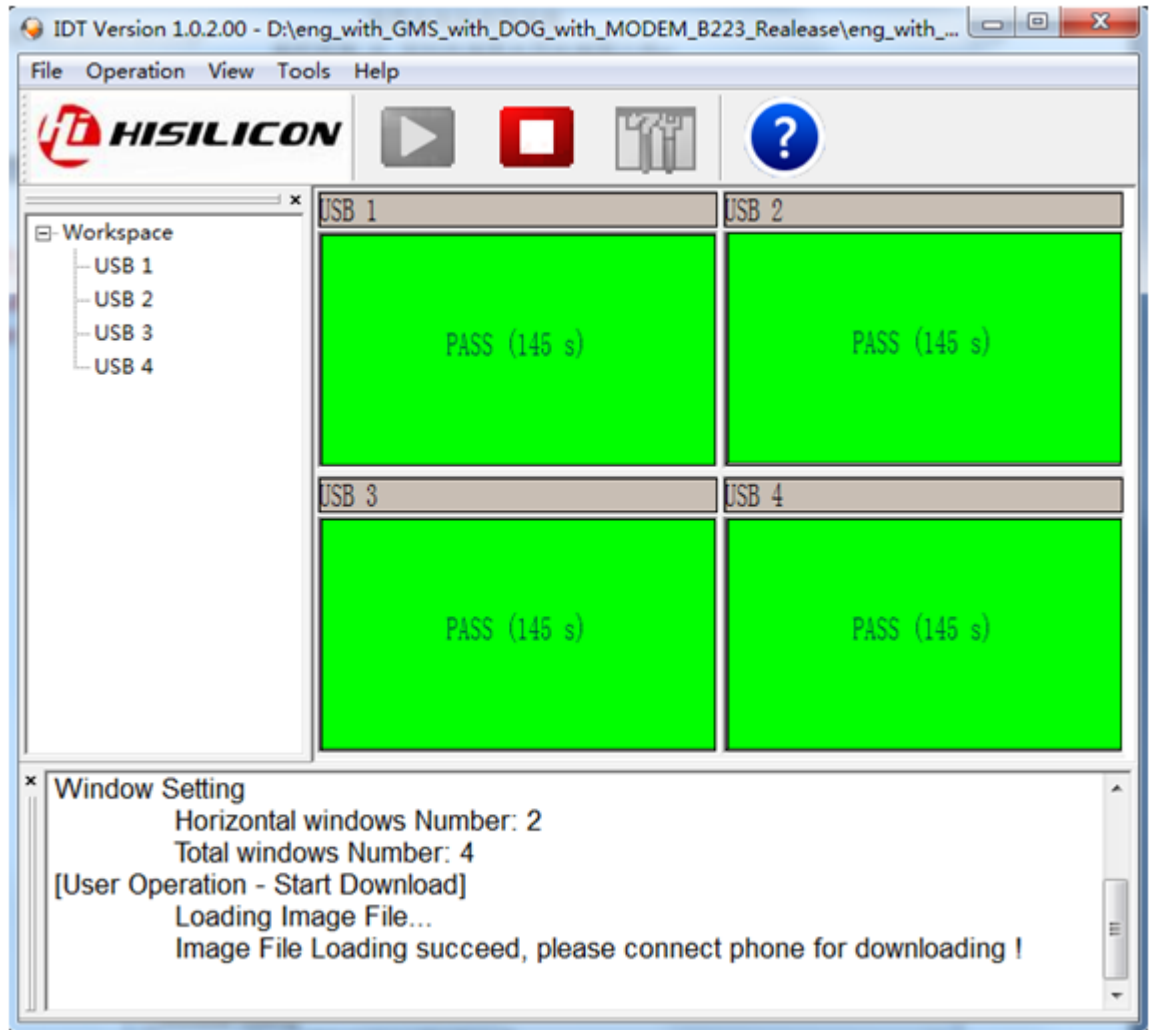 IDT Version 1.0.2.00 - D:\eng_with_GMS_with_DOG_with_MODEM_B223_Realease\eng_with_...
File Operation View Tools Help
HISILICON
?
Workspace
USB 1
USB 2
USB 3
USB 4
USB 1
USB 2
PASS (145 s)
PASS (145 s)
USB 3
USB 4
PASS (145 s)
PASS (145 s)
Window Setting
Horizontal windows Number: 2
Total windows Number: 4
[User Operation - Start Download]
Loading Image File...
Image File Loading succeed, please connect phone for downloading !